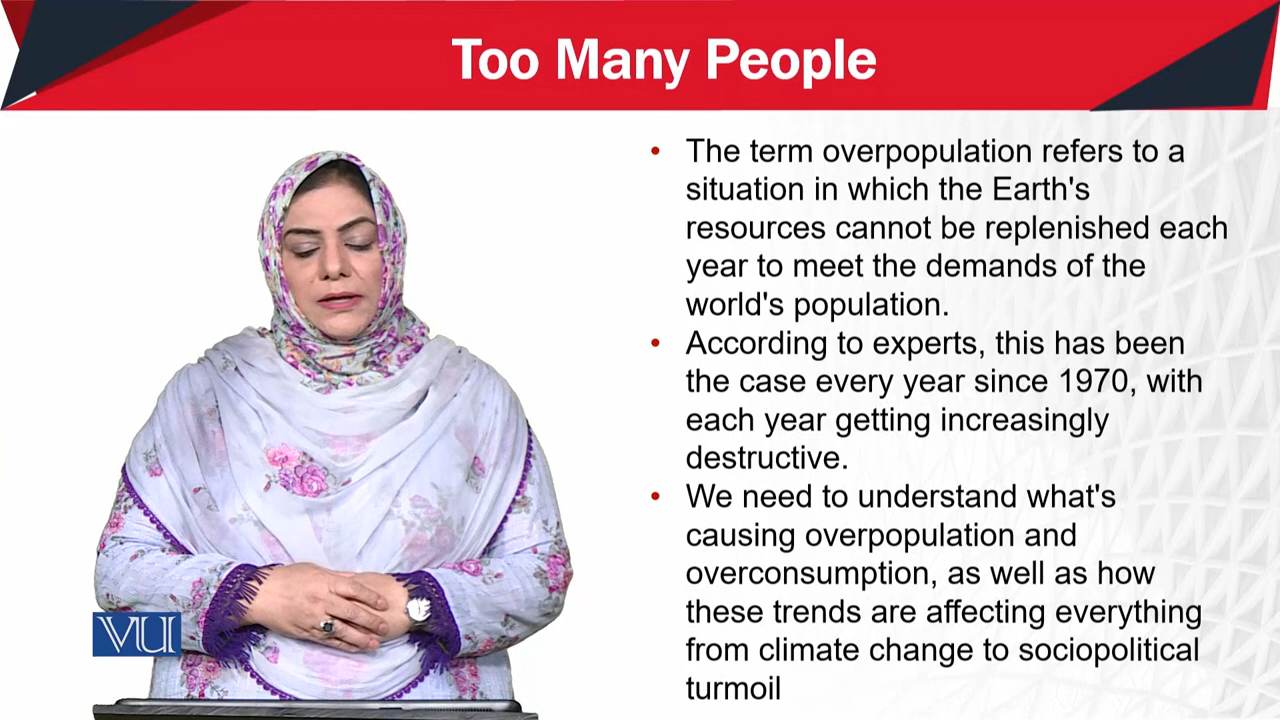 Too Many People
• The term overpopulation refers to a
situation in which the Earth's
resources cannot be replenished each
year to meet the demands of the
world's population.
• According to experts, this has been
the case every year since 1970, with
each year getting increasingly
destructive.
• We need to understand what's
causing overpopulation and
overconsumption, as well as how
these trends are affecting everything
from climate change to sociopolitical
turmoil
VU